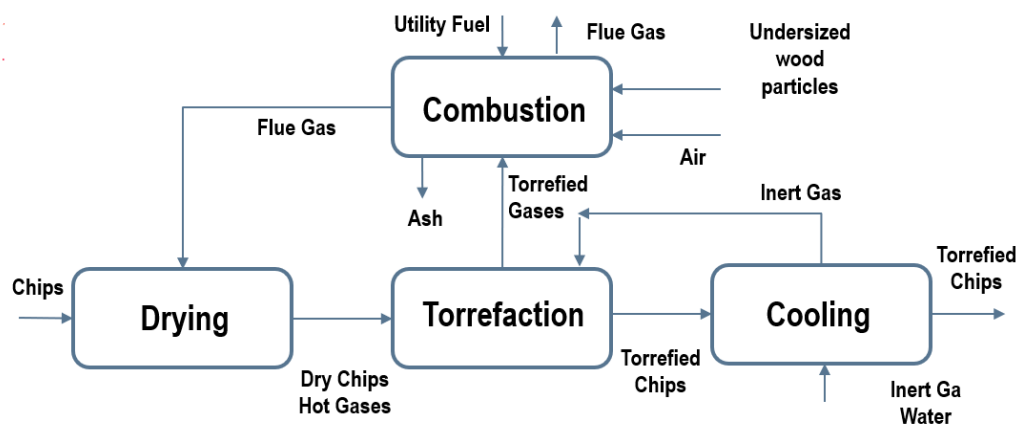 Utility Fuel
Flue Gas
Undersized
wood
particles
Combustion
Flue Gas
Air
Ash
Torrefied
Gases
Inert Gas
Chips
Drying
Torrefaction
Cooling
Torrefied
Chips
Dry Chips
Hot Gases
Torrefied
Chips
Inert Ga
Water